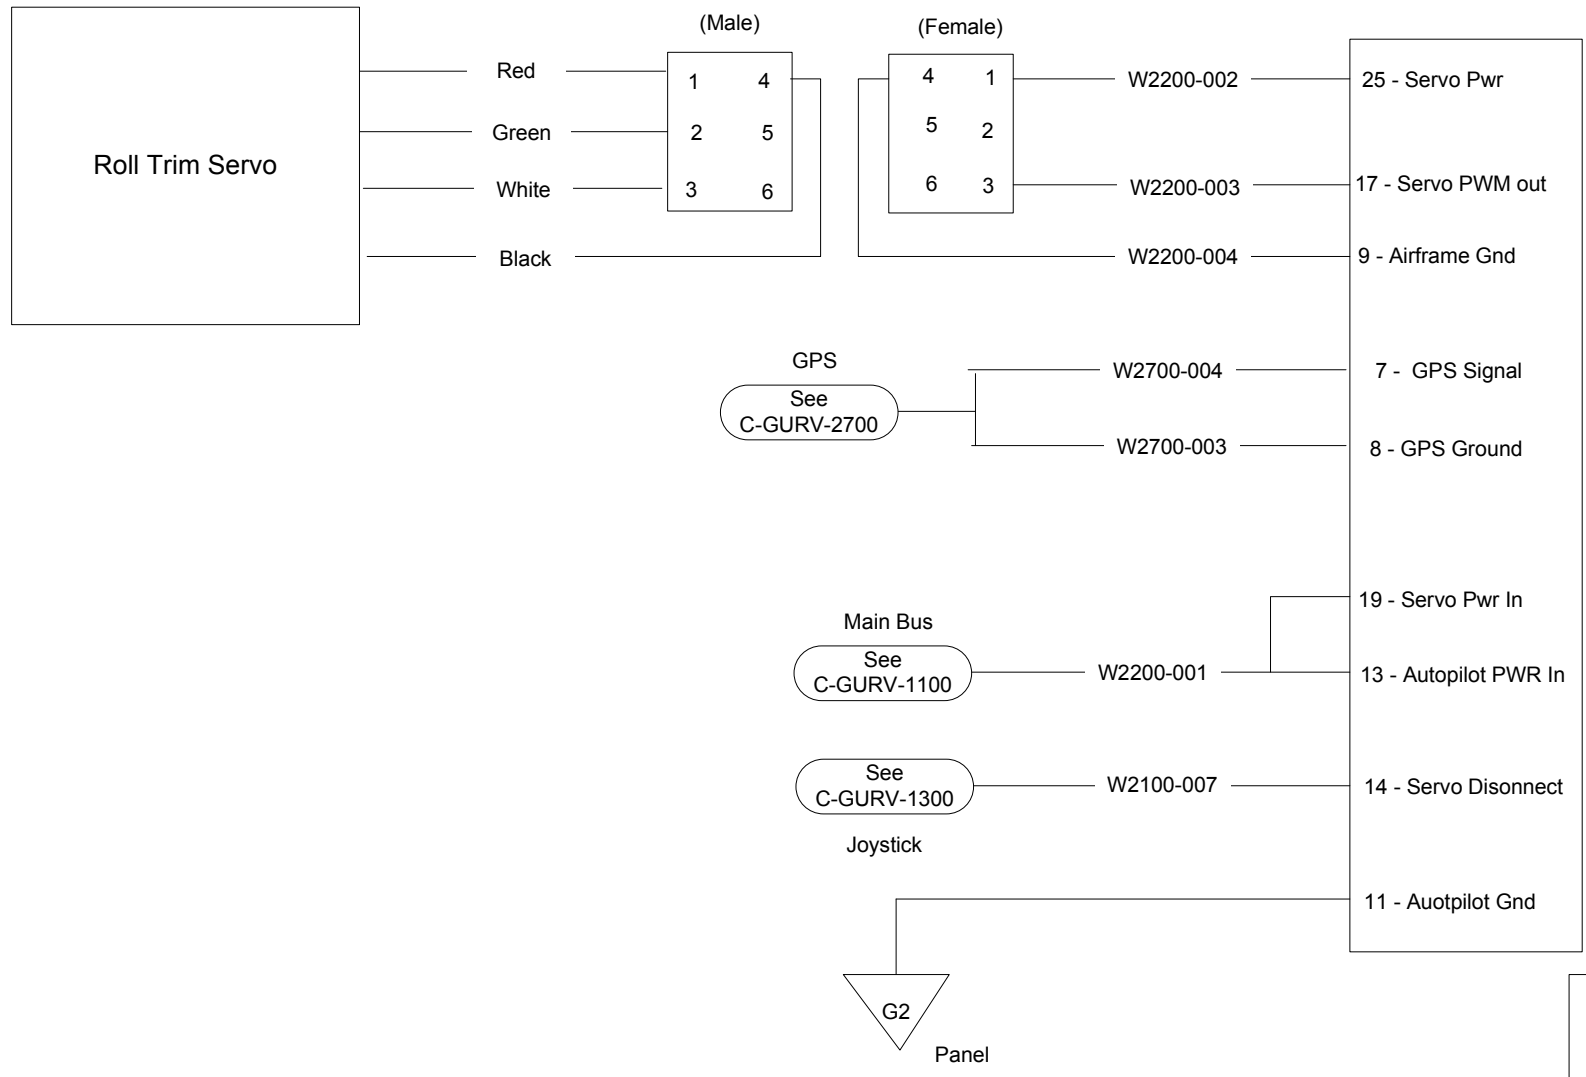 (Male)
(Female)
Roll Trim Servo
Red
Green
White
Black
1 4
2 5
3 6
4 1
5 2
6 3
W2200-002
25 - Servo Pwr
W2200-003
17 - Servo PWM out
W2200-004
9 - Airframe Gnd
GPS
See
C-GURV-2700
W2700-004
7 - GPS Signal
W2700-003
8 - GPS Ground
19 - Servo Pwr In
Main Bus
See
C-GURV-1100
W2200-001
13 - Autopilot PWR In
See
C-GURV-1300
W2100-007
14 - Servo Disonnect
Joystick
11 - Auotpilot Gnd
G2
Panel